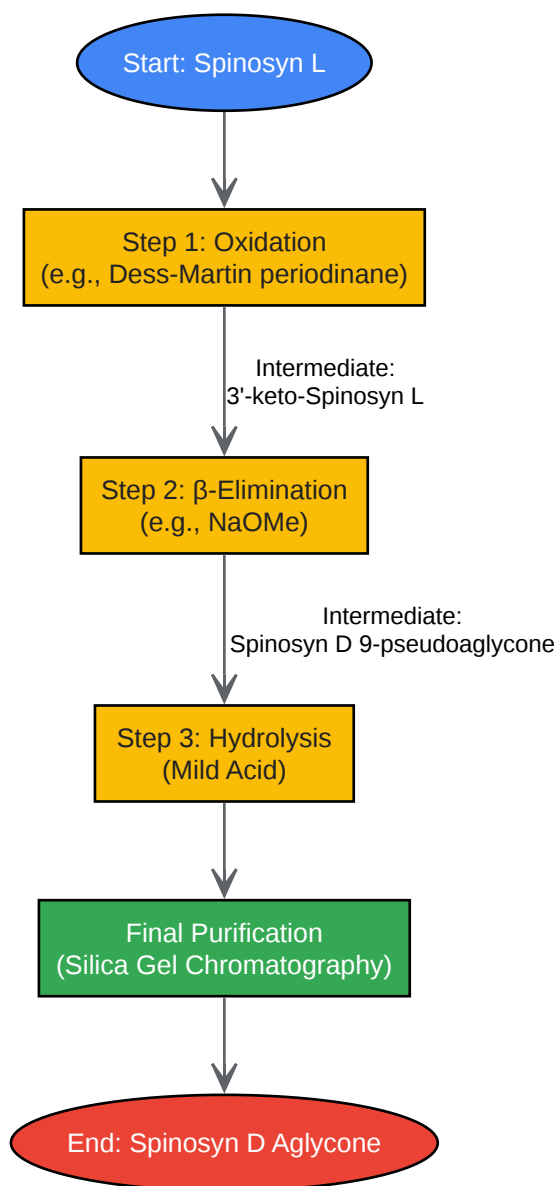 Start: Spinosyn L
Step 1: Oxidation
(e.g., Dess-Martin periodinane)
Intermediate:
3'-keto-Spinosyn L
Step 2: β-Elimination
(e.g., NaOMe)
Intermediate:
Spinosyn D 9-pseudoaglycone
Step 3: Hydrolysis
(Mild Acid)
Final Purification
(Silica Gel Chromatography)
End: Spinosyn D Aglycone